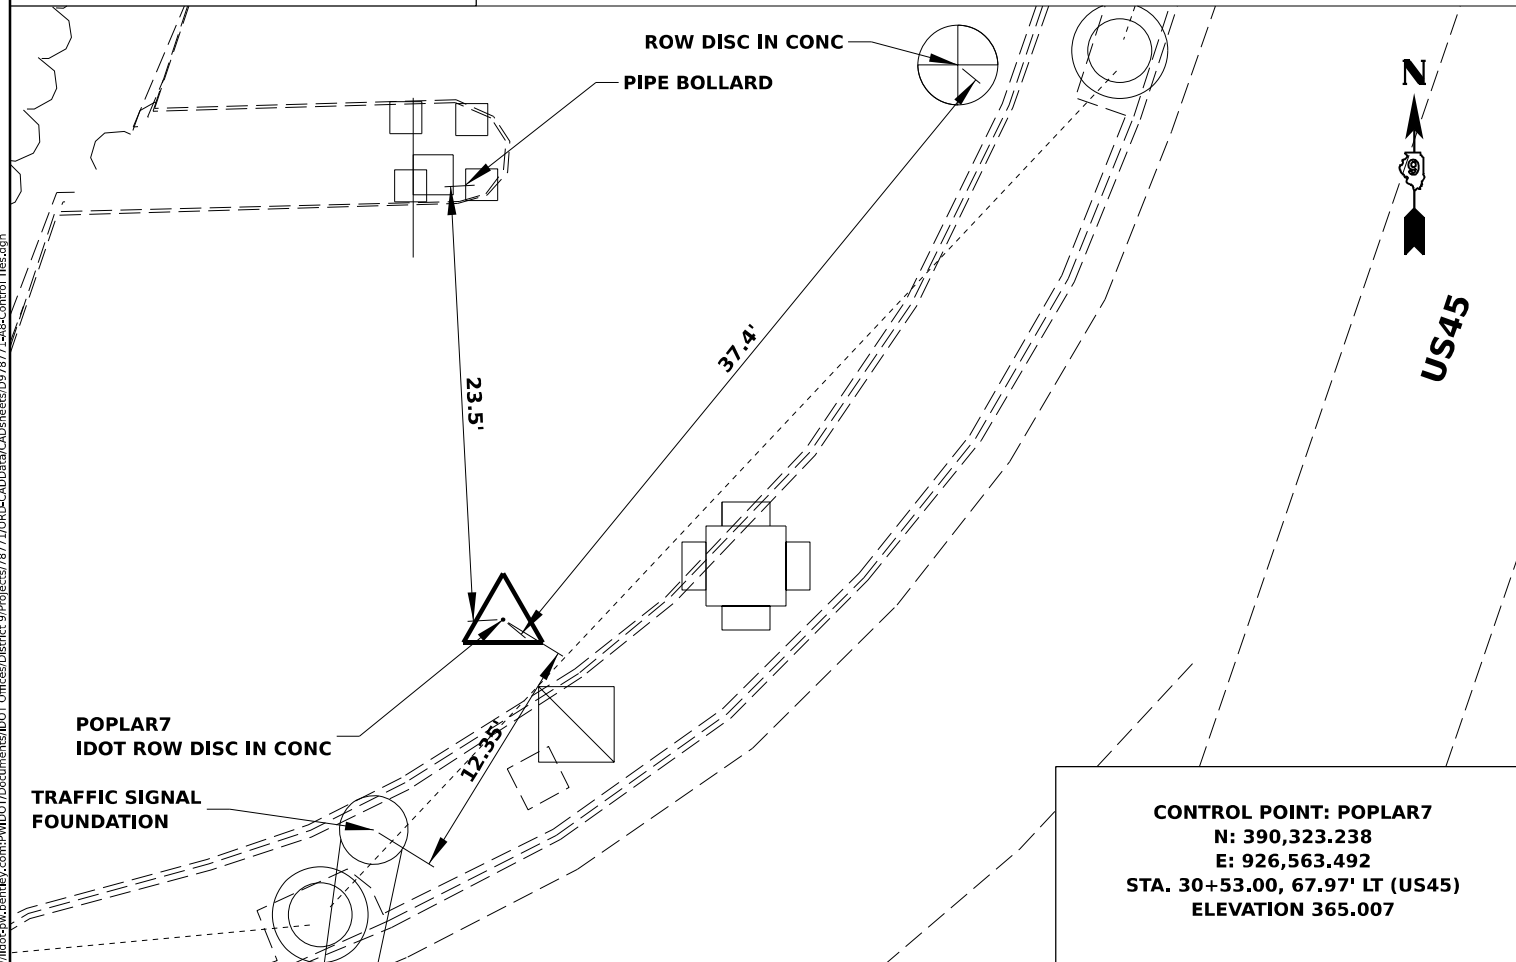 ROW DISC IN CONC
PIPE BOLLARD
N
9
US45
37.4'
23.5'
POPLAR7
IDOT ROW DISC IN CONC
12.35'
TRAFFIC SIGNAL
FOUNDATION
CONTROL POINT: POPLAR7
N: 390,323.238
E: 926,563.492
STA. 30+53.00, 67.97' LT (US45)
ELEVATION 365.007